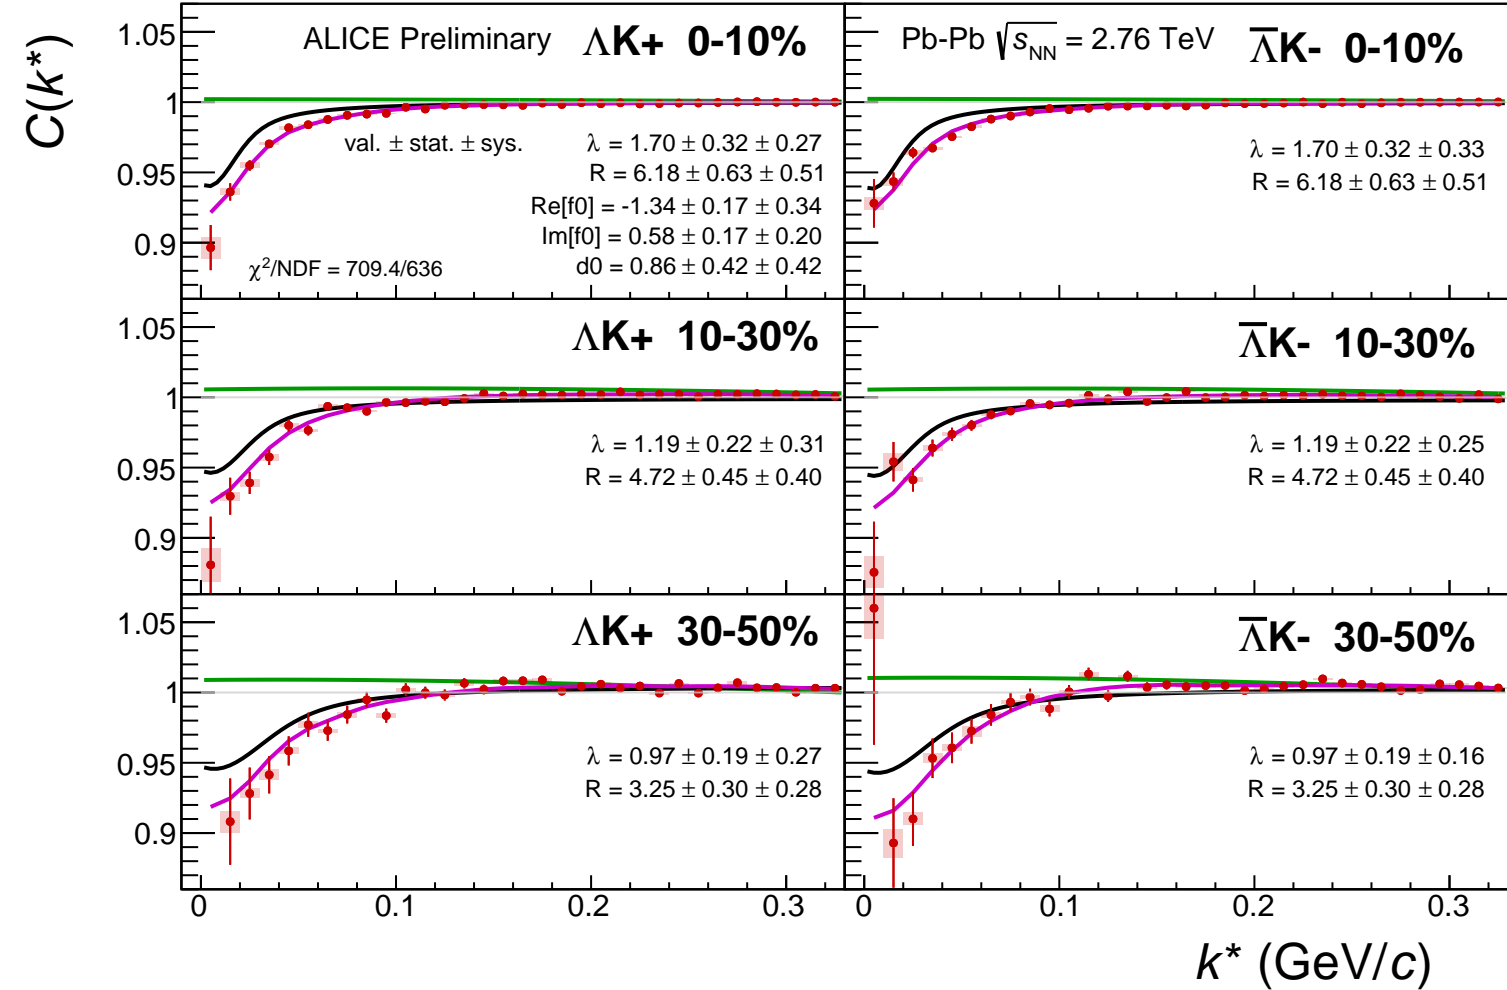 C(k*)
ALICE Preliminary ΛK+ 0-10%
1.05
1
0.95
0.9
val. ± stat. ± sys.
λ = 1.70 ± 0.32 ± 0.27
R = 6.18 ± 0.63 ± 0.51
Re[f0] = -1.34 ± 0.17 ± 0.34
Im[f0] = 0.58 ± 0.17 ± 0.20
d0 = 0.86 ± 0.42 ± 0.42
χ²/NDF = 709.4/636
Pb-Pb √s_NN = 2.76 TeV Λ̅K- 0-10%
λ = 1.70 ± 0.32 ± 0.33
R = 6.18 ± 0.63 ± 0.51
ΛK+ 10-30%
1.05
1
0.95
0.9
λ = 1.19 ± 0.22 ± 0.31
R = 4.72 ± 0.45 ± 0.40
Λ̅K- 10-30%
λ = 1.19 ± 0.22 ± 0.25
R = 4.72 ± 0.45 ± 0.40
ΛK+ 30-50%
1.05
1
0.95
0.9
λ = 0.97 ± 0.19 ± 0.27
R = 3.25 ± 0.30 ± 0.28
Λ̅K- 30-50%
λ = 0.97 ± 0.19 ± 0.16
R = 3.25 ± 0.30 ± 0.28
0 0.1 0.2 0.3 0 0.1 0.2 0.3
k* (GeV/c)